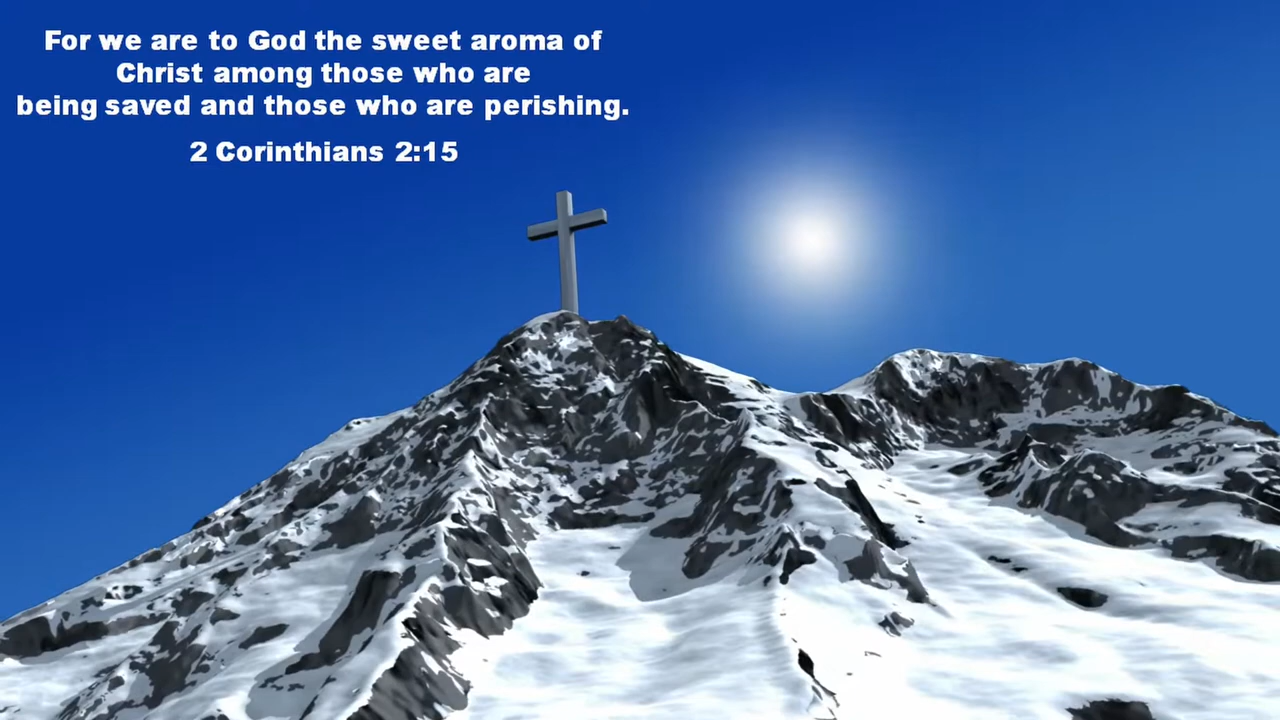 For we are to God the sweet aroma of
Christ among those who are
being saved and those who are perishing.
2 Corinthians 2:15